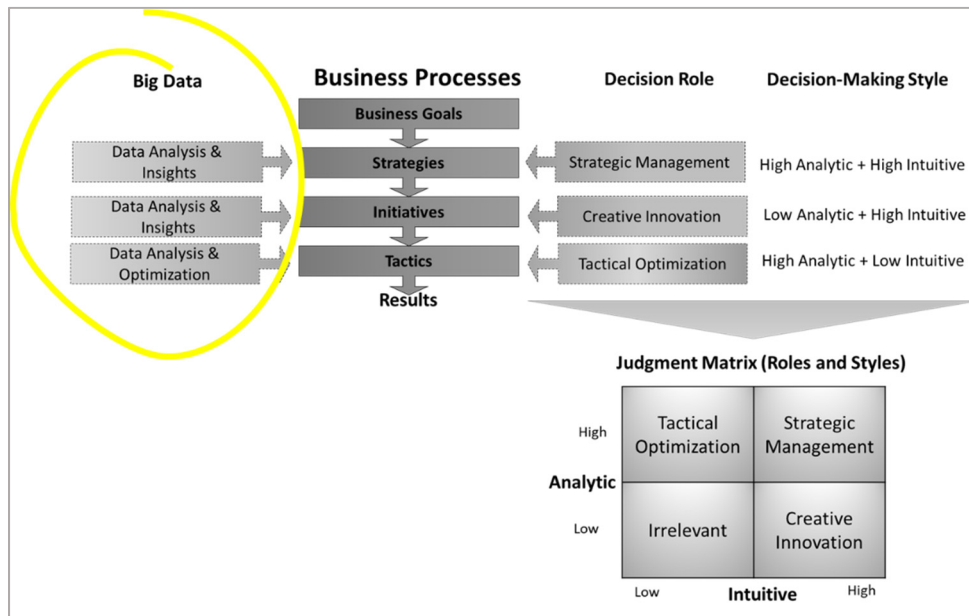 Big Data
Business Processes
Decision Role
Decision-Making Style
Business Goals
Data Analysis &
Insights
Strategies
Strategic Management
High Analytic + High Intuitive
Data Analysis &
Insights
Initiatives
Creative Innovation
Low Analytic + High Intuitive
Data Analysis &
Optimization
Tactics
Tactical Optimization
High Analytic + Low Intuitive
Results
Judgment Matrix (Roles and Styles)
High
Tactical
Optimization
Strategic
Management
Analytic
Low
Irrelevant
Creative
Innovation
Low
Intuitive
High